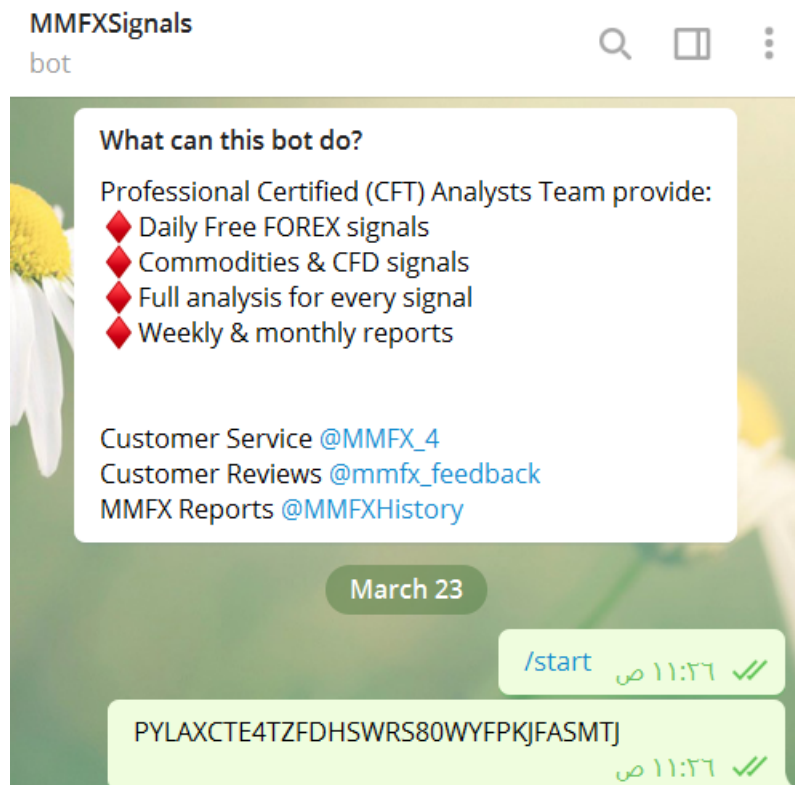 MMFXSignals
bot
What can this bot do?
Professional Certified (CFT) Analysts Team provide:
♦️ Daily Free FOREX signals
♦️ Commodities & CFD signals
♦️ Full analysis for every signal
♦️ Weekly & monthly reports
Customer Service @MMFX_4
Customer Reviews @mmfx_feedback
MMFX Reports @MMFXHistory
March 23
/start
١١:٢٦ ص
PYLAXCTE4TZFDHSWRS80WYFPKJFASMTJ
١١:٢٦ ص